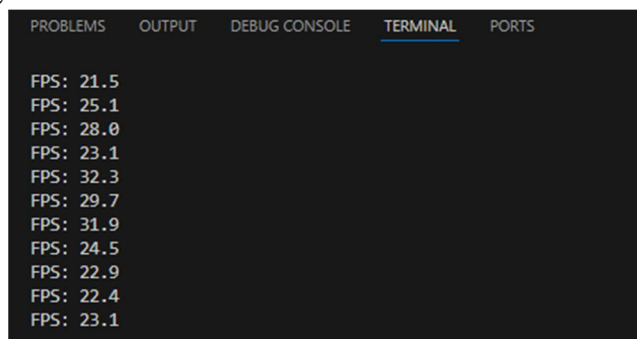 PROBLEMS OUTPUT DEBUG CONSOLE TERMINAL PORTS
FPS: 21.5
FPS: 25.1
FPS: 28.0
FPS: 23.1
FPS: 32.3
FPS: 29.7
FPS: 31.9
FPS: 24.5
FPS: 22.9
FPS: 22.4
FPS: 23.1